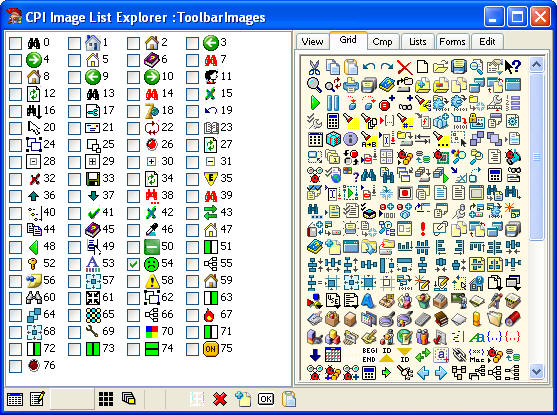 CPI Image List Explorer :ToolbarImages
View Grid Cmp Lists Forms Edit
0 1 2 3
4 5 6 7
8 9 10 11
12 13 14 15
16 17 18 19
20 21 22 23
24 25 26 27
28 29 30 31
32 33 34 35
36 37 38 39
40 41 42 43
44 45 46 47
48 49 50 51
52 53 54 55
56 57 58 59
60 61 62 63
64 65 66 67
68 69 70 71
72 73 74 75
76
ON
BEGI END ID ID
OK